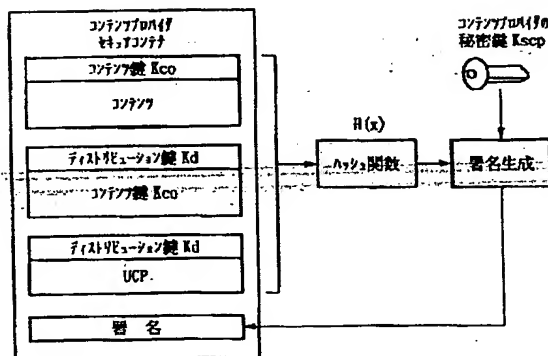 コンテンツプロバイダ
セキュアコンテナ
コンテンツ鍵 Kco
コンテンツ
ディストリビューション鍵 Kd
コンテンツ鍵 Kco
ディストリビューション鍵 Kd
UCP.
署 名
H(x)
ハッシュ関数
コンテンツプロバイダの
秘密鍵 Kscp
署名生成